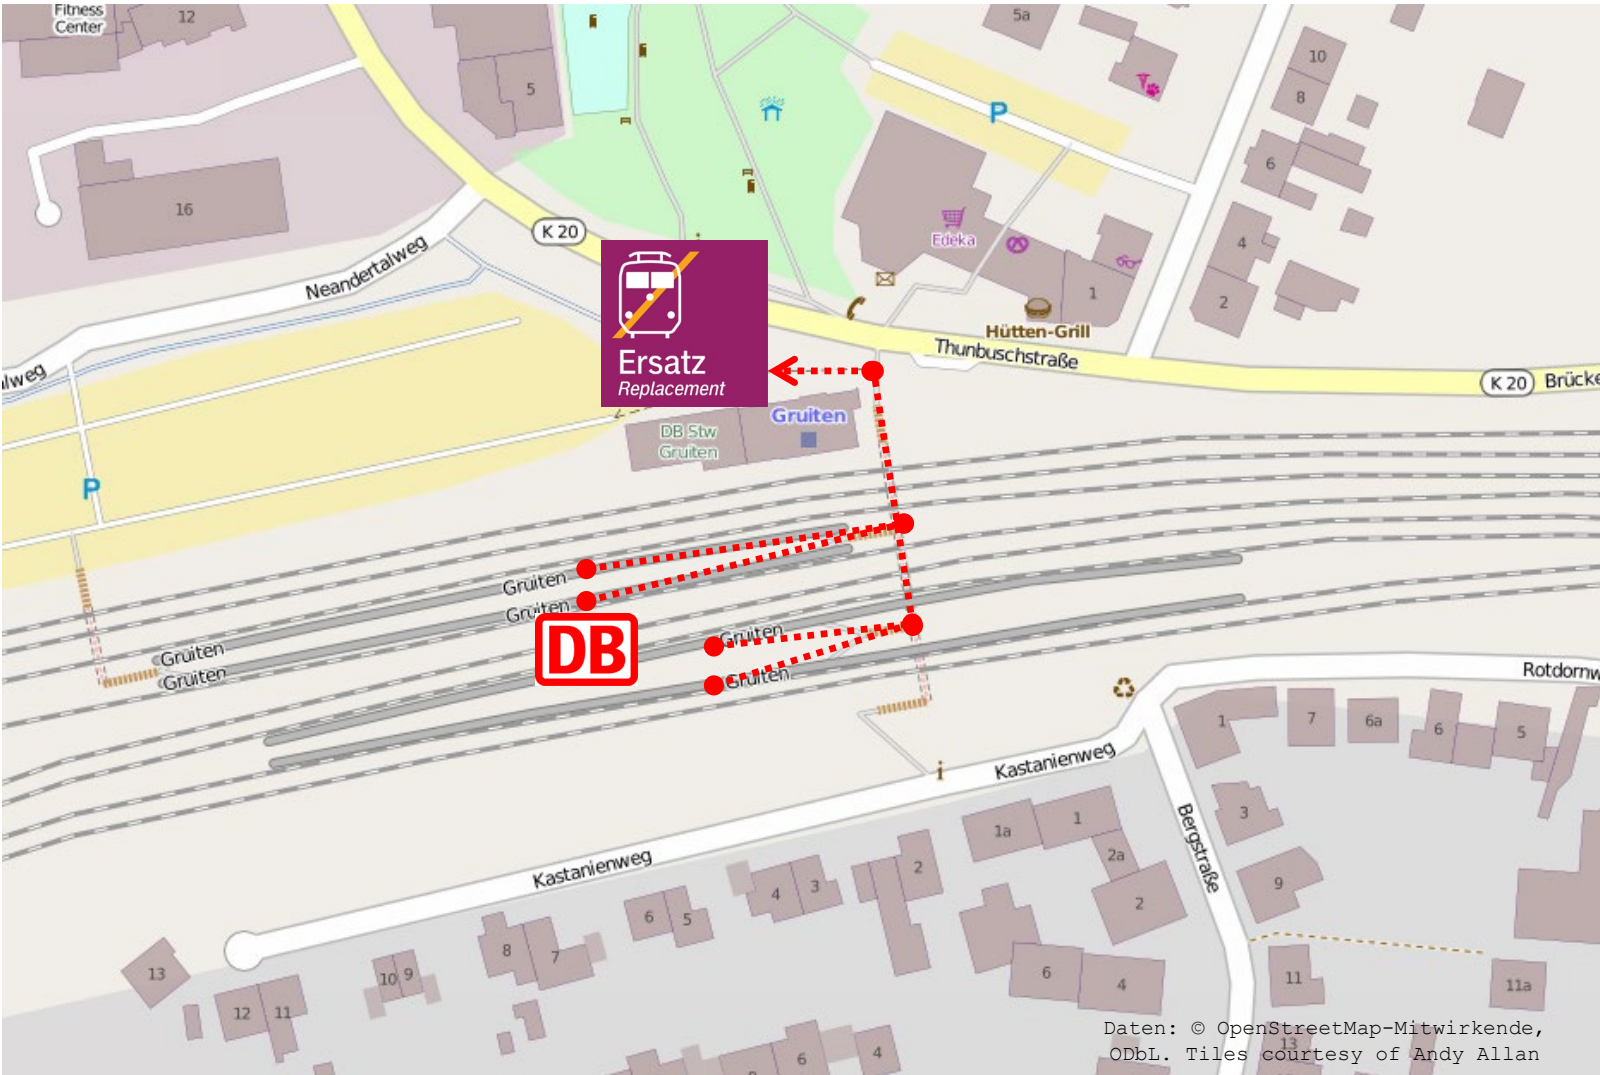 Fitness
Center
12
5
16
5a
10
8
6
4
2
P
K 20
Neandertalweg
alweg
Edeka
1
Hütten-Grill
Thunbuschstraße
K 20
Brücke
Ersatz
Replacement
Gruiten
DB Stw
Gruiten
P
Gruiten
Gruiten
DB
Gruiten
Gruiten
Gruiten
Gruiten
Rotdornw
1
7
6a
6
5
Kastanienweg
Bergstraße
3
9
1a
1
2a
2
2
Kastanienweg
4
3
6
5
8
7
10
9
13
12
11
6
4
11
11a
13
6
4
Daten: © OpenStreetMap-Mitwirkende,
ODbL. Tiles courtesy of Andy Allan